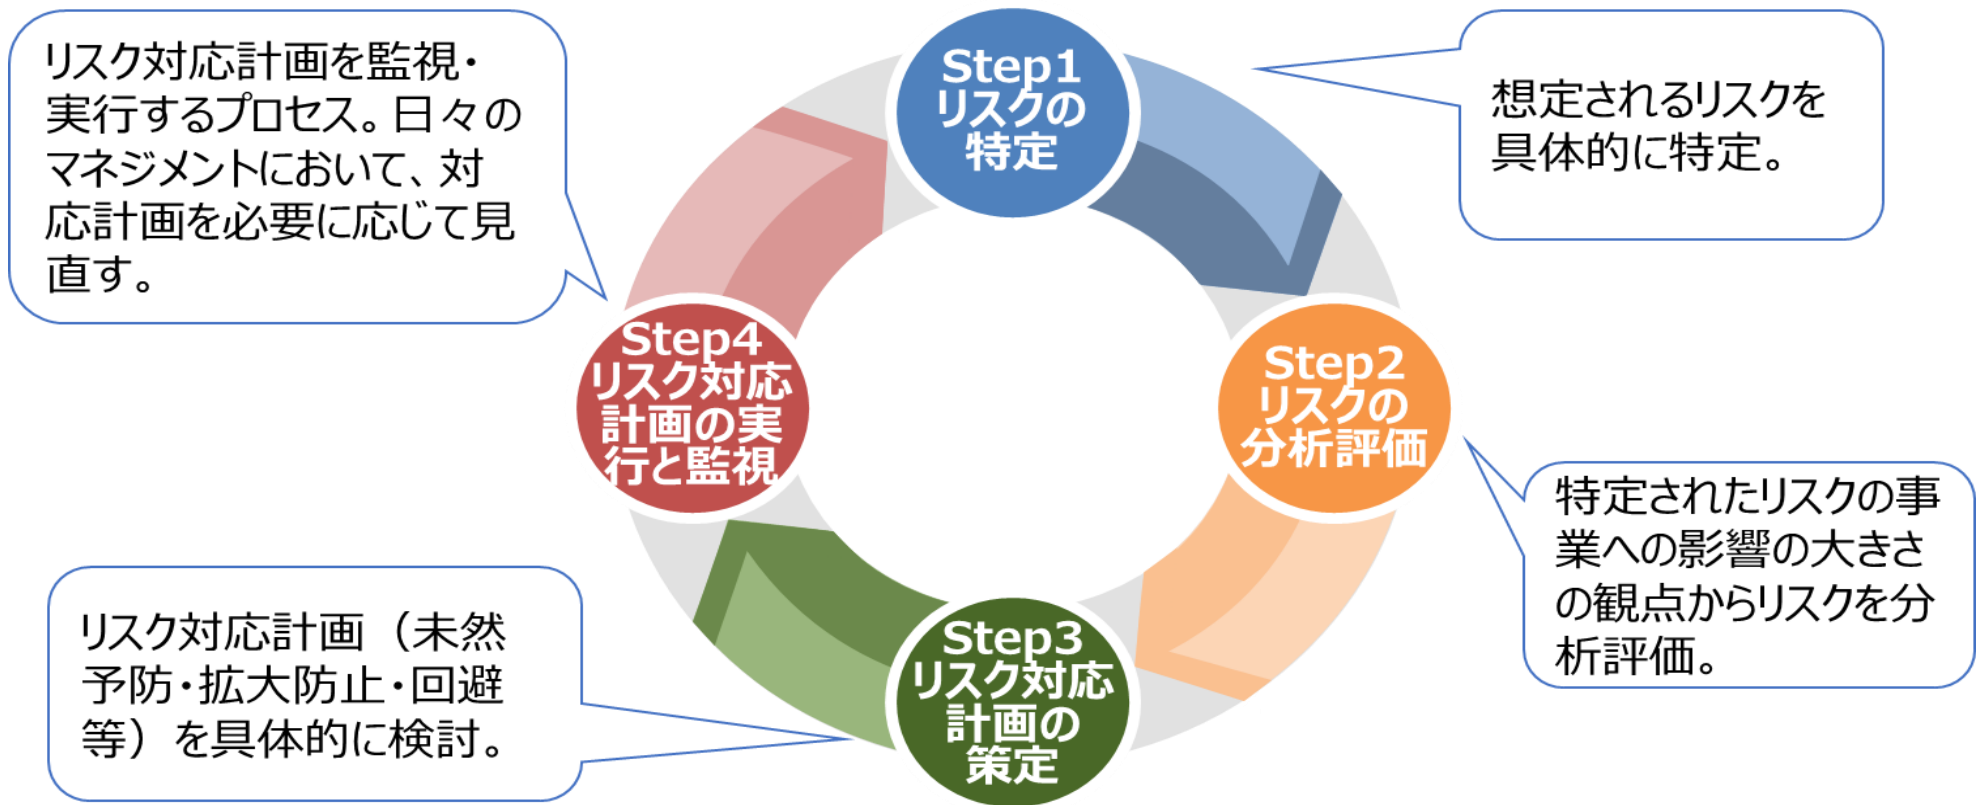 Step1
リスクの
特定
想定されるリスクを
具体的に特定。
Step2
リスクの
分析評価
特定されたリスクの事
業への影響の大きさ
の観点からリスクを分
析評価。
Step3
リスク対応
計画の
策定
リスク対応計画（未然
予防・拡大防止・回避
等）を具体的に検討。
Step4
リスク対応
計画の実
行と監視
リスク対応計画を監視・
実行するプロセス。日々の
マネジメントにおいて、対
応計画を必要に応じて見
直す。